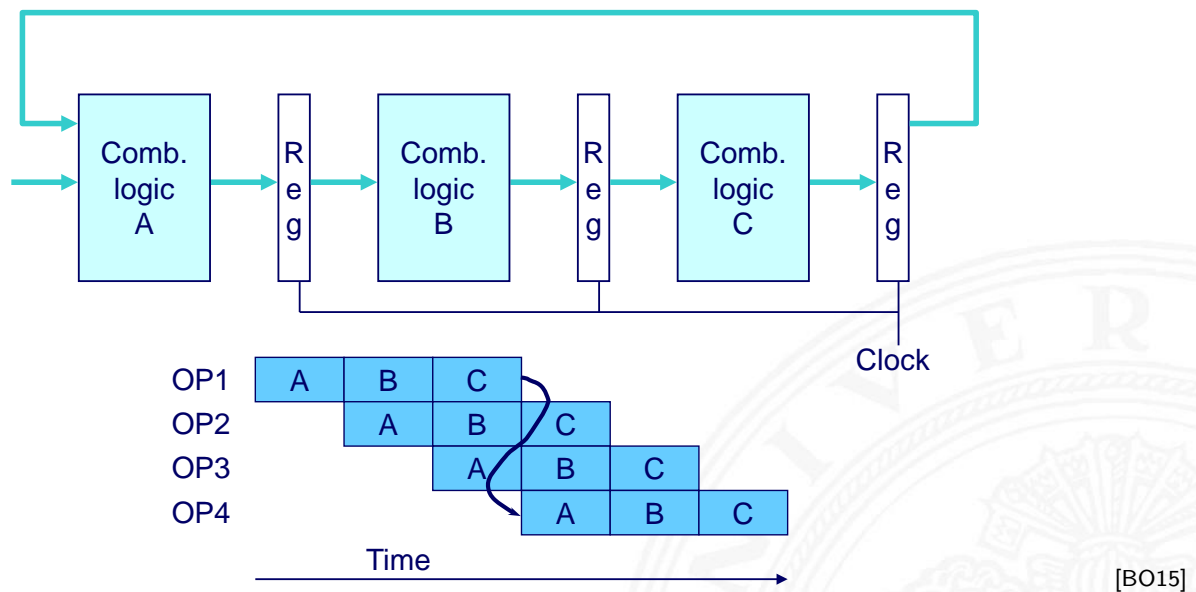 Comb.
logic
A
R
e
g
Comb.
logic
B
R
e
g
Comb.
logic
C
R
e
g
Clock
OP1 A B C
OP2 A B C
OP3 A B C
OP4 A B C
Time
[BO15]
I V E R